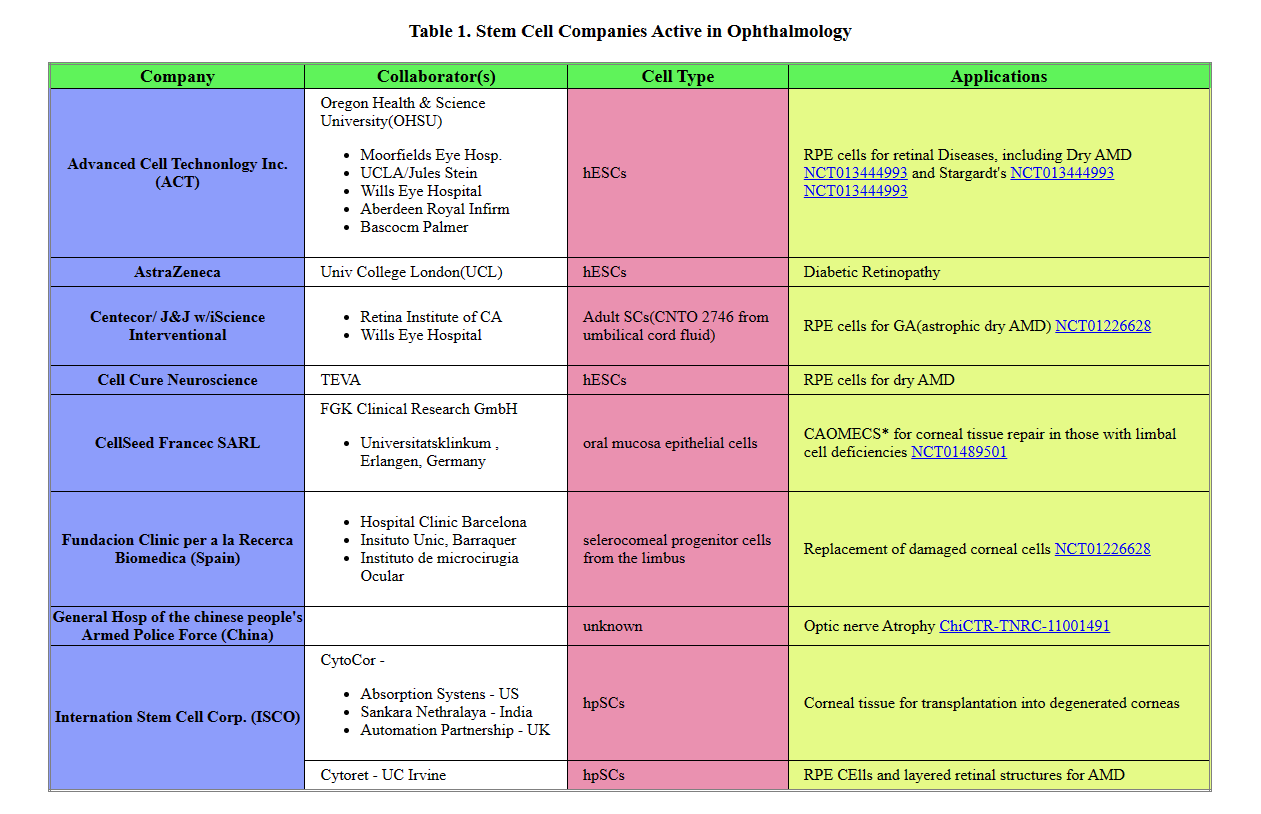 Table 1. Stem Cell Companies Active in Ophthalmology
Company
Collaborator(s)
Cell Type
Applications
Advanced Cell Technonlogy Inc.
(ACT)
Oregon Health & Science
University(OHSU)
• Moorfields Eye Hosp.
• UCLA/Jules Stein
• Wills Eye Hospital
• Aberdeen Royal Infirm
• Bascocm Palmer
hESCs
RPE cells for retinal Diseases, including Dry AMD
NCT013444993 and Stargardt's NCT013444993
NCT013444993
AstraZeneca
Univ College London(UCL)
hESCs
Diabetic Retinopathy
Centecor/ J&J w/iScience
Interventional
• Retina Institute of CA
• Wills Eye Hospital
Adult SCs(CNTO 2746 from
umbilical cord fluid)
RPE cells for GA(astrophic dry AMD) NCT01226628
Cell Cure Neuroscience
TEVA
hESCs
RPE cells for dry AMD
CellSeed Francec SARL
FGK Clinical Research GmbH
• Universitatsklinkum ,
Erlangen, Germany
oral mucosa epithelial cells
CAOMECS* for corneal tissue repair in those with limbal
cell deficiencies NCT01489501
Fundacion Clinic per a la Recerca
Biomedica (Spain)
• Hospital Clinic Barcelona
• Insituto Unic, Barraquer
• Instituto de microcirugia
Ocular
selerocomeal progenitor cells
from the limbus
Replacement of damaged corneal cells NCT01226628
General Hosp of the chinese people's
Armed Police Force (China)
unknown
Optic nerve Atrophy ChiCTR-TNRC-11001491
Internation Stem Cell Corp. (ISCO)
CytoCor -
• Absorption Systens - US
• Sankara Nethralaya - India
• Automation Partnership - UK
hpSCs
Corneal tissue for transplantation into degenerated corneas
Cytoret - UC Irvine
hpSCs
RPE CElls and layered retinal structures for AMD